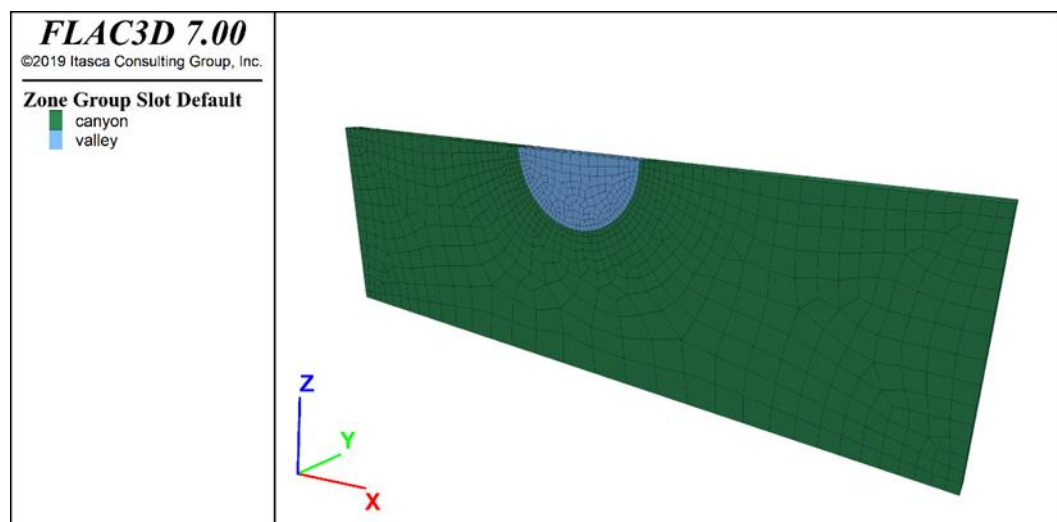 FLAC3D 7.00
©2019 Itasca Consulting Group, Inc.
Zone Group Slot Default
canyon
valley
Z
Y
X